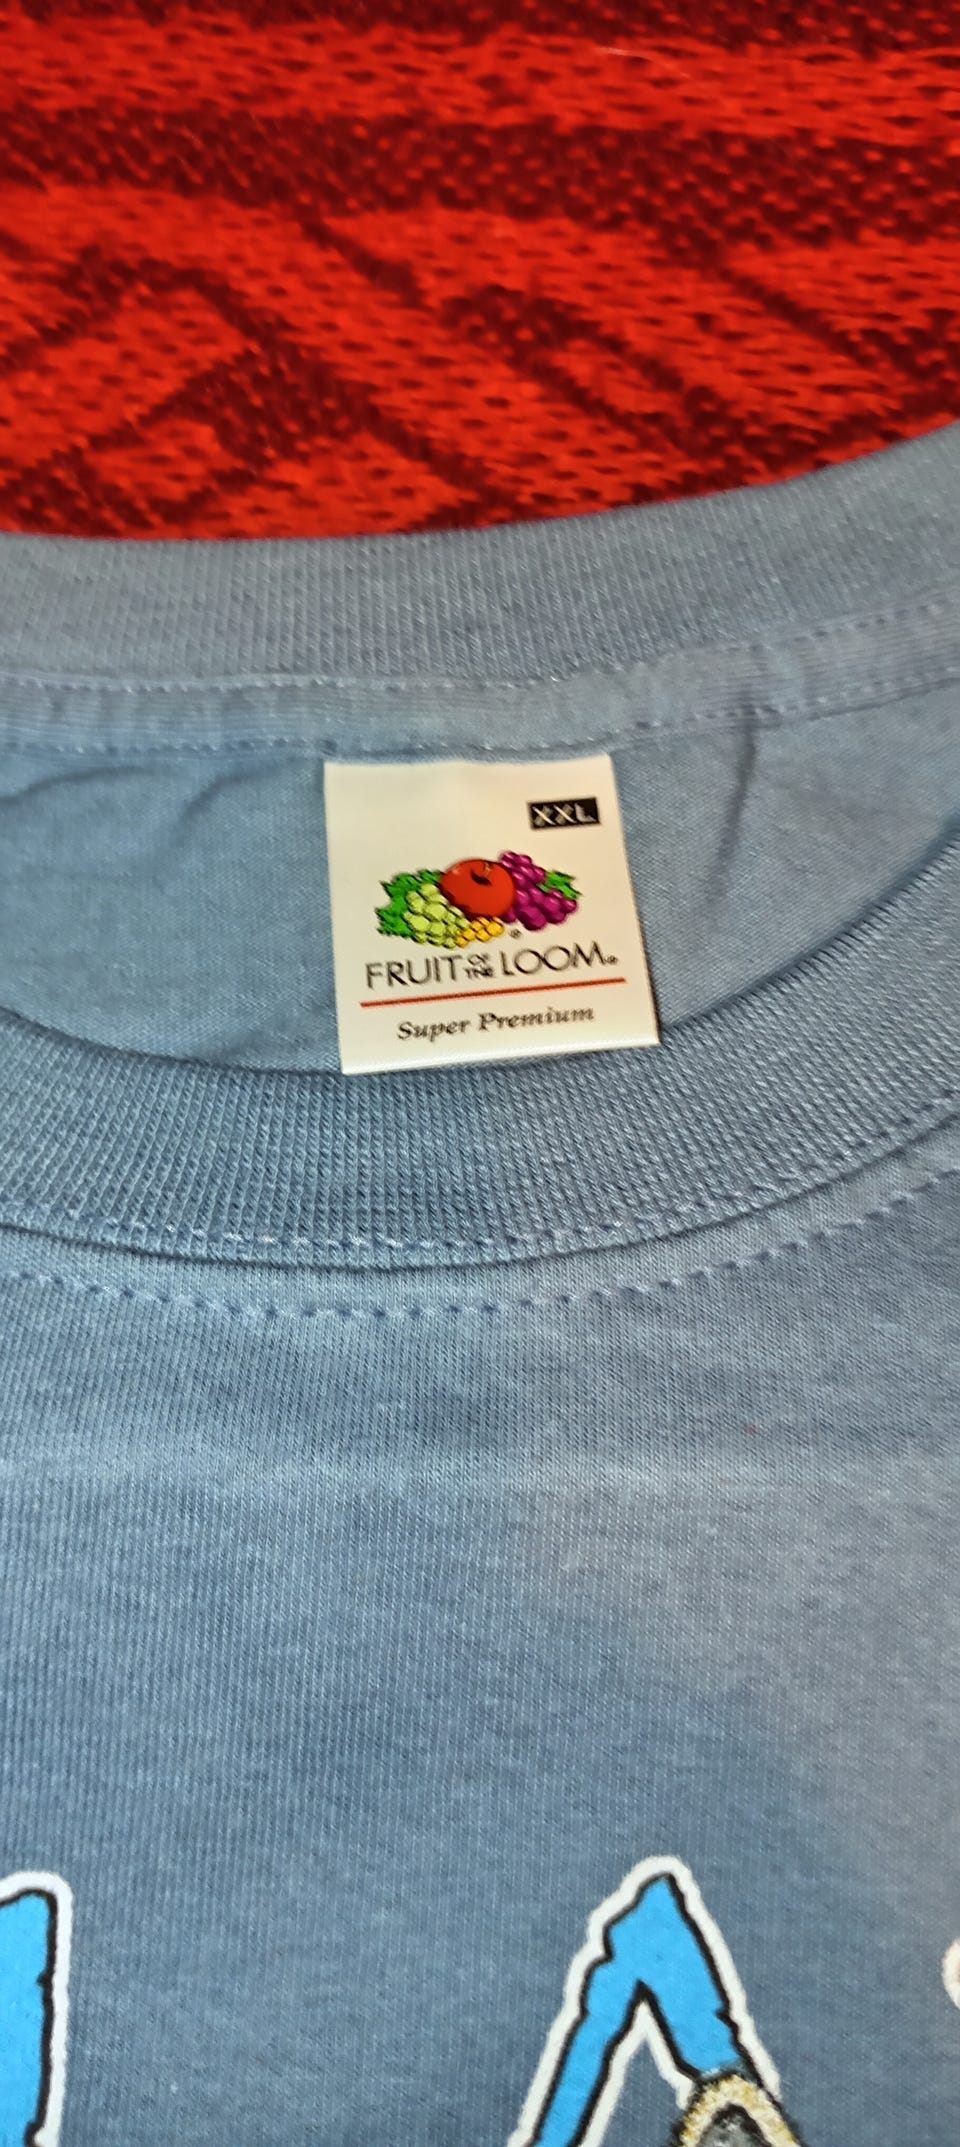 XXL
FRUIT OF THE LOOM®
Super Premium